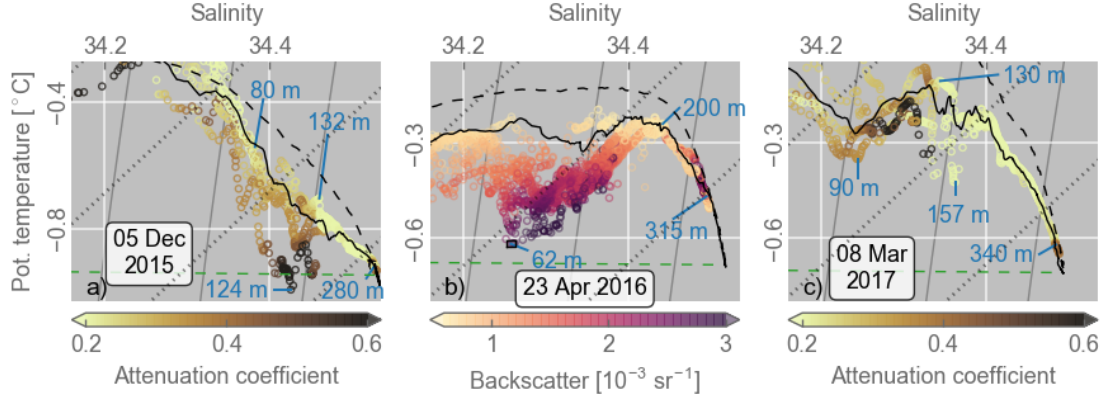 Salinity Salinity Salinity
34.2 34.4 34.2 34.4 34.2 34.4
Pot. temperature [°C]
−0.4
−0.8
80 m
132 m
05 Dec
2015
a)
124 m
280 m
−0.3
−0.6
200 m
315 m
62 m
b)
23 Apr 2016
−0.3
−0.6
130 m
90 m
157 m
340 m
08 Mar
2017
c)
0.2 0.4 0.6
1 2 3
0.2 0.4 0.6
Attenuation coefficient
Backscatter [10⁻³ sr⁻¹]
Attenuation coefficient